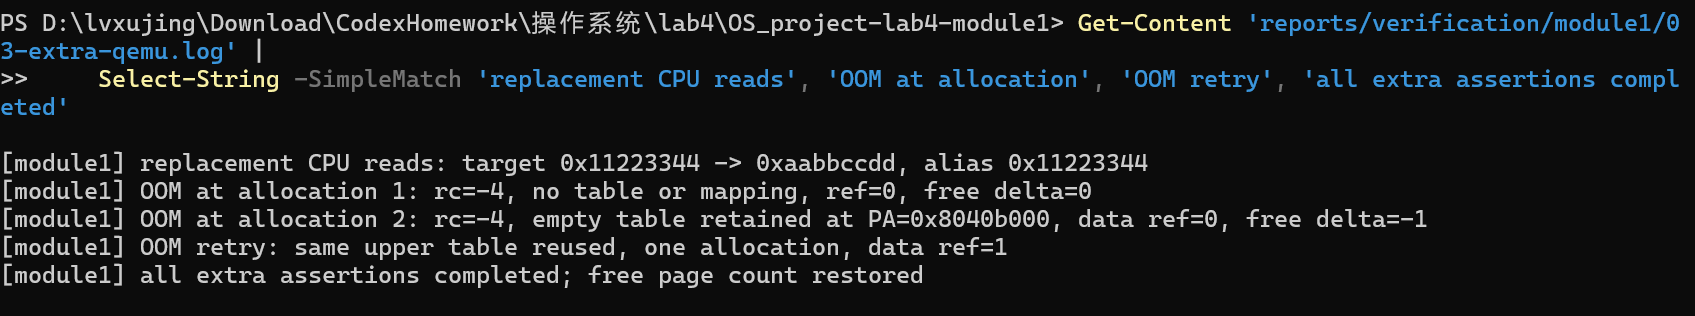 PS D:\lvxujing\Download\CodexHomework\操作系统\lab4\OS_project-lab4-module1> Get-Content 'reports/verification/module1/0
3-extra-qemu.log' |
>>     Select-String -SimpleMatch 'replacement CPU reads', 'OOM at allocation', 'OOM retry', 'all extra assertions compl
eted'
[module1] replacement CPU reads: target 0x11223344 -> 0xaabbccdd, alias 0x11223344
[module1] OOM at allocation 1: rc=-4, no table or mapping, ref=0, free delta=0
[module1] OOM at allocation 2: rc=-4, empty table retained at PA=0x8040b000, data ref=0, free delta=-1
[module1] OOM retry: same upper table reused, one allocation, data ref=1
[module1] all extra assertions completed; free page count restored